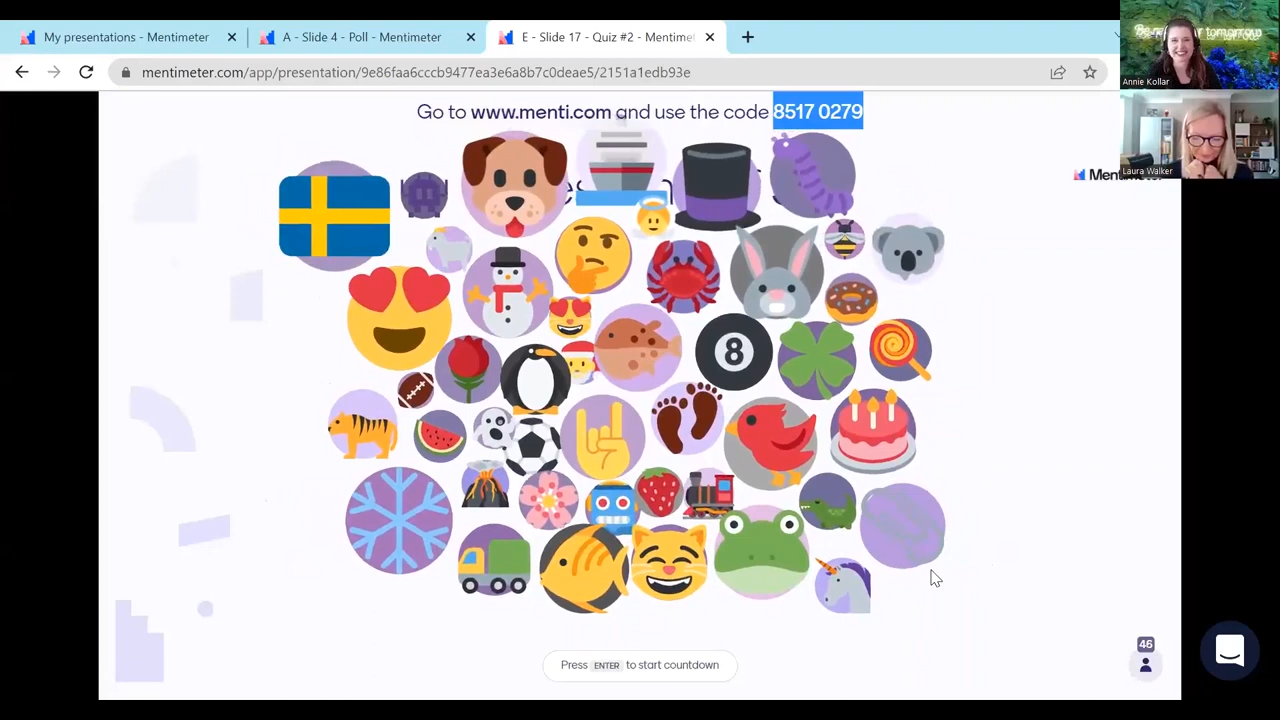 My presentations - Mentimeter
A - Slide 4 - Poll - Mentimeter
E - Slide 17 - Quiz #2 - Mentime
mentimeter.com/app/presentation/9e86faa6cccb9477ea3e6a8b7c0deae5/2151a1edb93e
Annie Kollar
Go to www.menti.com and use the code 8517 0279
Laura Walker
8
Press ENTER to start countdown
46